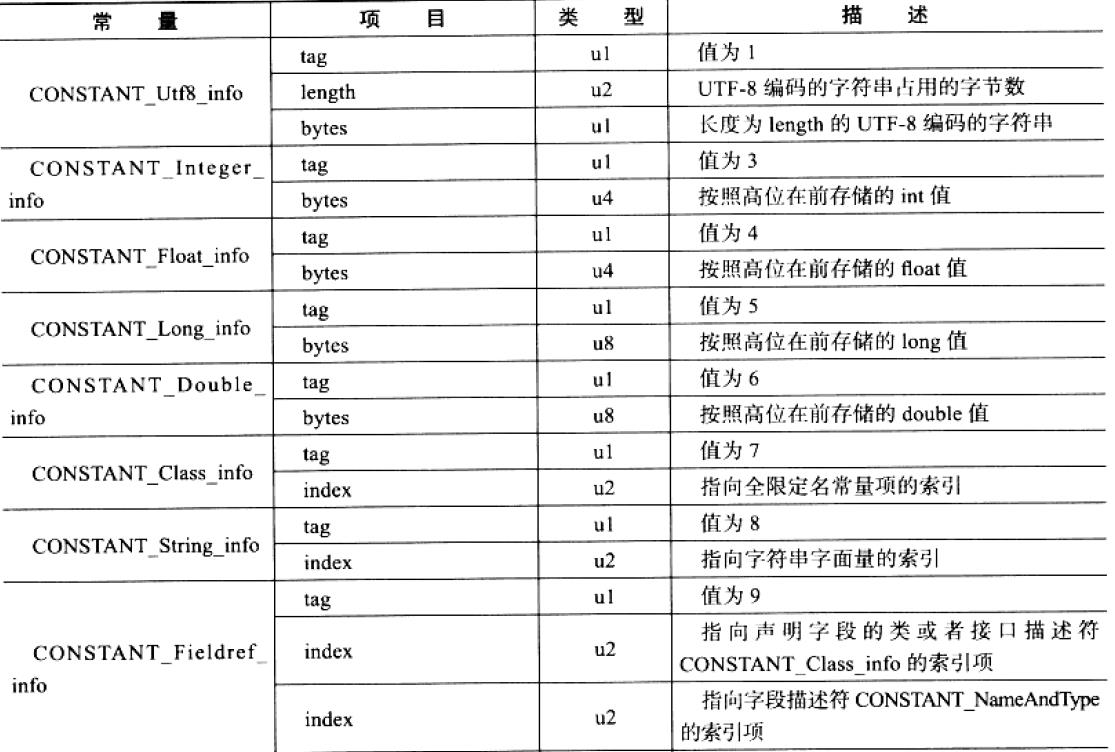 常 量 项 目 类 型 描 述
CONSTANT_Utf8_info
tag u1 值为 1
length u2 UTF-8 编码的字符串占用的字节数
bytes u1 长度为 length 的 UTF-8 编码的字符串
CONSTANT_Integer_
info
tag u1 值为 3
bytes u4 按照高位在前存储的 int 值
CONSTANT_Float_info
tag u1 值为 4
bytes u4 按照高位在前存储的 float 值
CONSTANT_Long_info
tag u1 值为 5
bytes u8 按照高位在前存储的 long 值
CONSTANT_Double_
info
tag u1 值为 6
bytes u8 按照高位在前存储的 double 值
CONSTANT_Class_info
tag u1 值为 7
index u2 指向全限定名常量项的索引
CONSTANT_String_info
tag u1 值为 8
index u2 指向字符串字面量的索引
CONSTANT_Fieldref_
info
tag u1 值为 9
index u2 指向声明字段的类或者接口描述符
CONSTANT_Class_info 的索引项
index u2 指向字段描述符 CONSTANT_NameAndType
的索引项